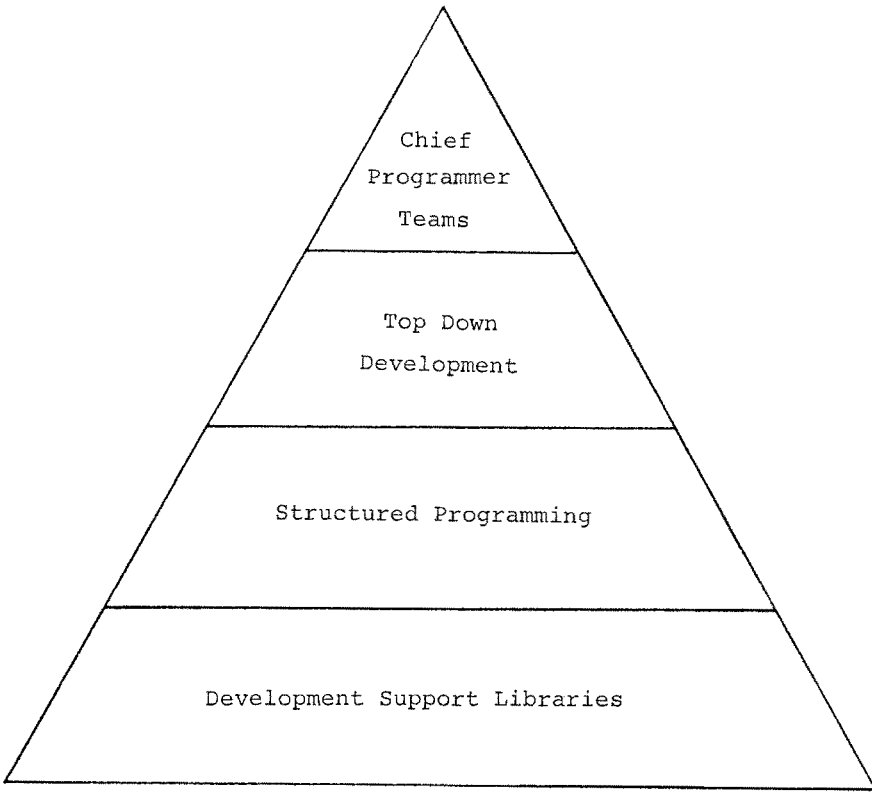 Chief
Programmer
Teams
Top Down
Development
Structured Programming
Development Support Libraries